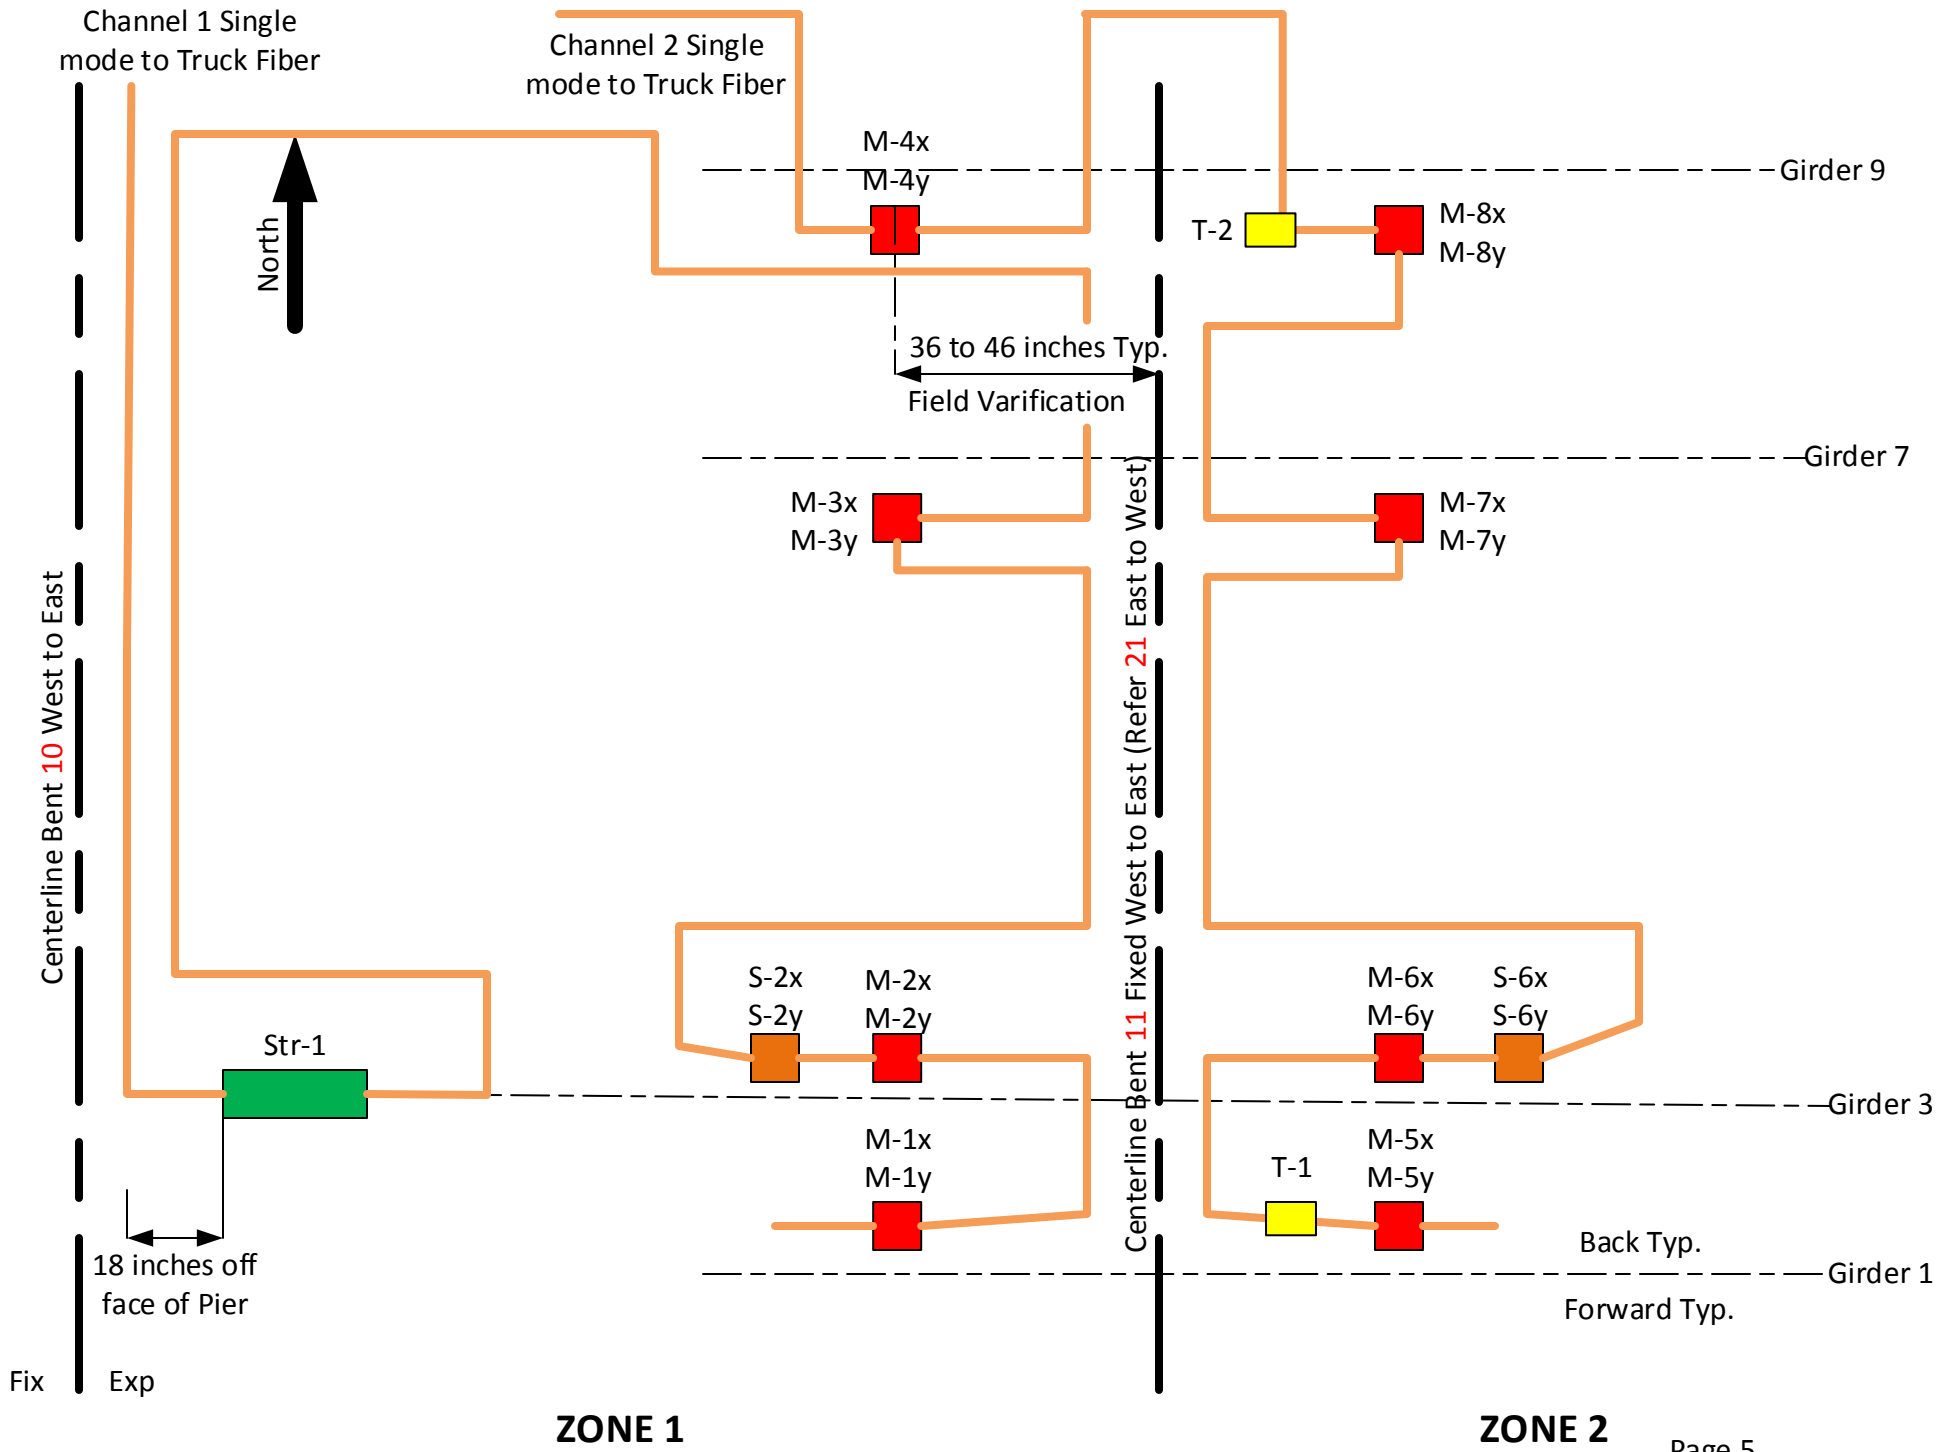 Channel 1 Single
mode to Truck Fiber
Channel 2 Single
mode to Truck Fiber
M-4x
M-4y
Girder 9
North
T-2
M-8x
M-8y
36 to 46 inches Typ.
Field Varification
Girder 7
M-3x
M-3y
M-7x
M-7y
Centerline Bent 10 West to East
Centerline Bent 11 Fixed West to East (Refer 21 East to West)
S-2x
S-2y
M-2x
M-2y
M-6x
M-6y
S-6x
S-6y
Str-1
Girder 3
M-1x
M-1y
T-1
M-5x
M-5y
Back Typ.
18 inches off
face of Pier
Girder 1
Forward Typ.
Fix
Exp
ZONE 1
ZONE 2
Page 5